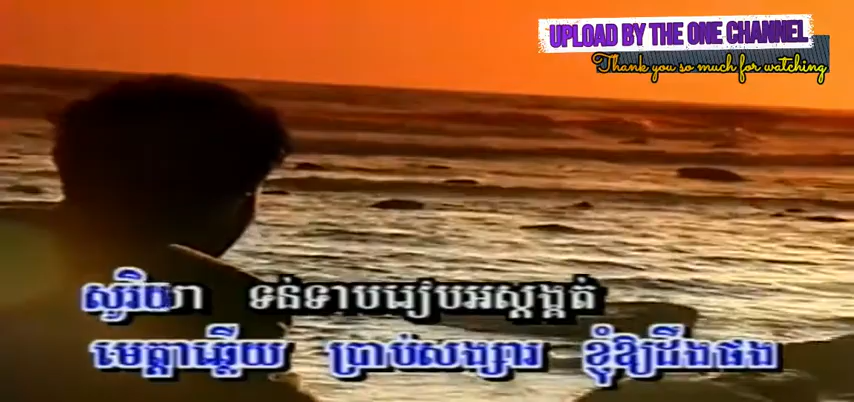 UPLOAD BY THE ONE CHANNEL
Thank you so much for watching
សូរិយា ទន់ទាបរៀបអស្តង្គត់
មេត្តាឆ្លើយ ប្រាប់សង្សារ ខ្ញុំឱ្យដឹងផង